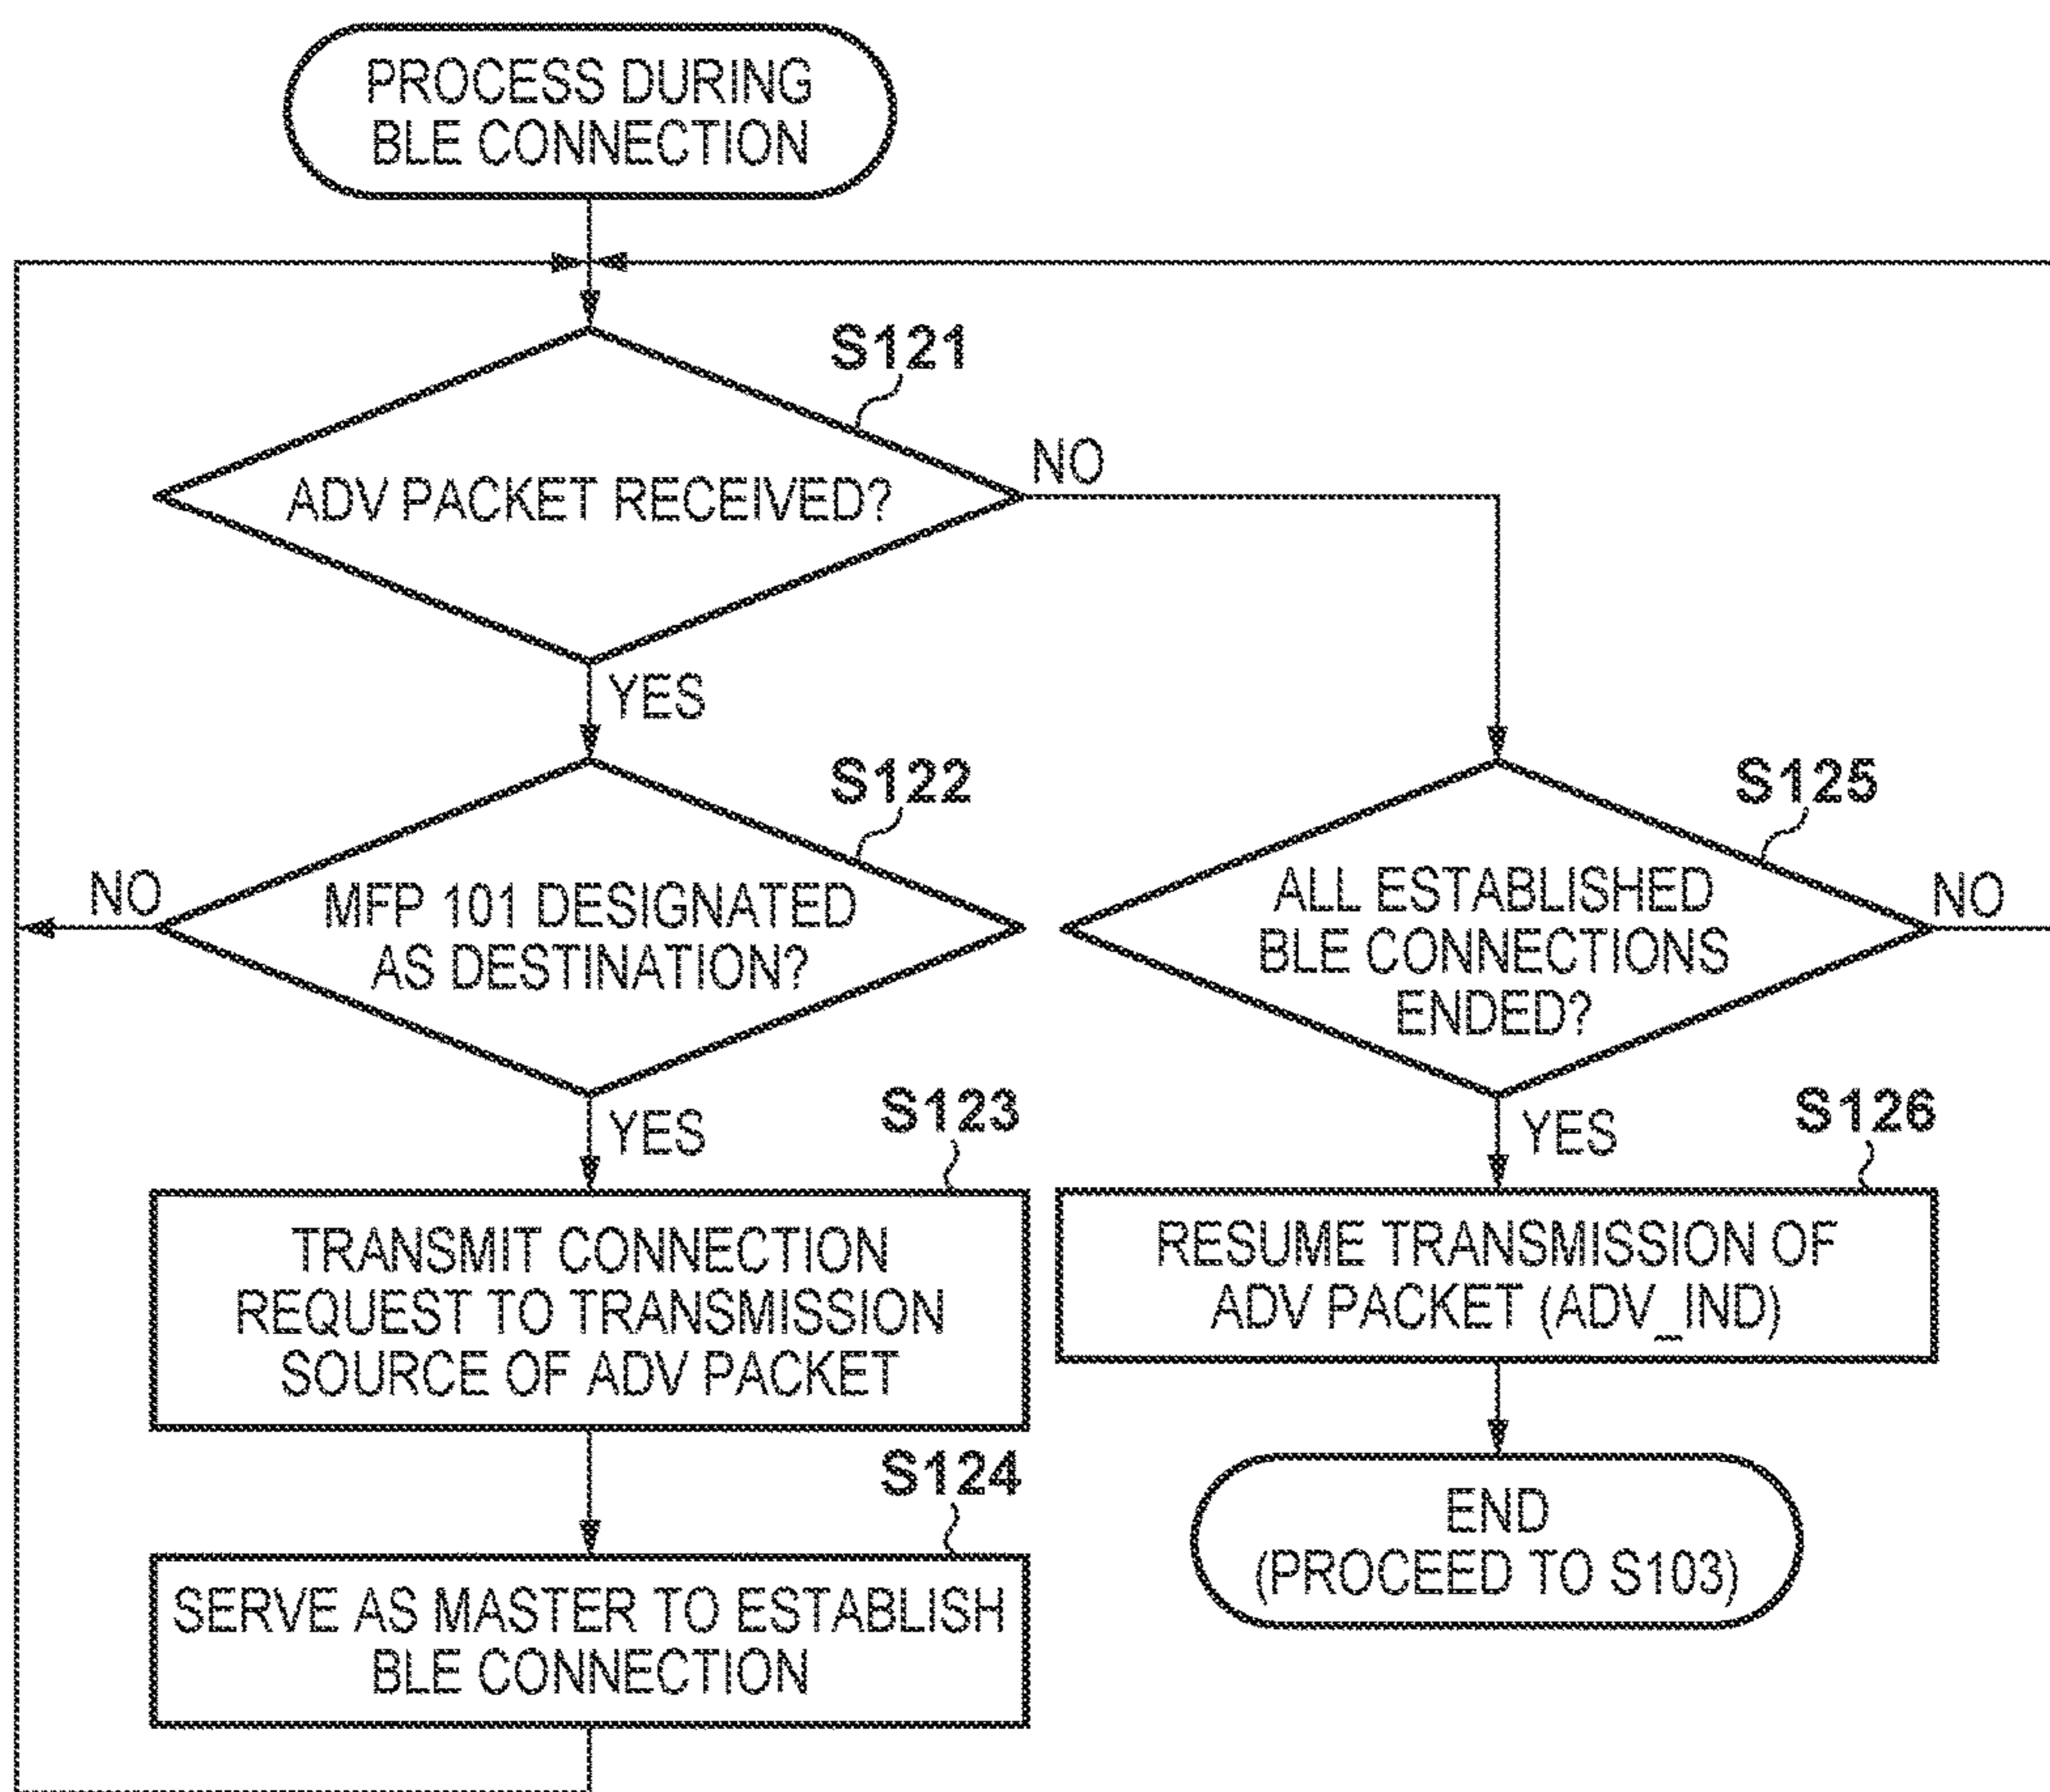 PROCESS DURING
BLE CONNECTION
S121
ADV PACKET RECEIVED?
NO
YES
S122
MFP 101 DESIGNATED
AS DESTINATION?
NO
YES
S125
ALL ESTABLISHED
BLE CONNECTIONS
ENDED?
NO
YES
S123
TRANSMIT CONNECTION
REQUEST TO TRANSMISSION
SOURCE OF ADV PACKET
S126
RESUME TRANSMISSION OF
ADV PACKET (ADV_IND)
S124
SERVE AS MASTER TO ESTABLISH
BLE CONNECTION
END
(PROCEED TO S103)